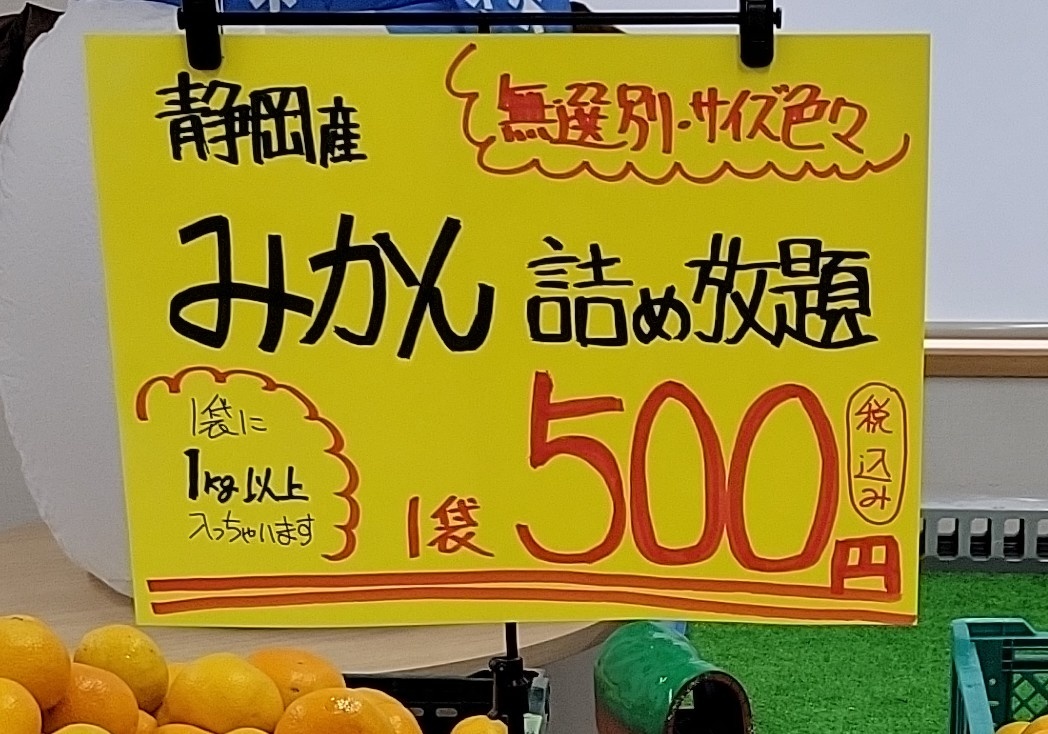 静岡産
無選別・サイズ色々
みかん詰め放題
1袋に
1kg以上
入っちゃいます
1袋500円
税込み